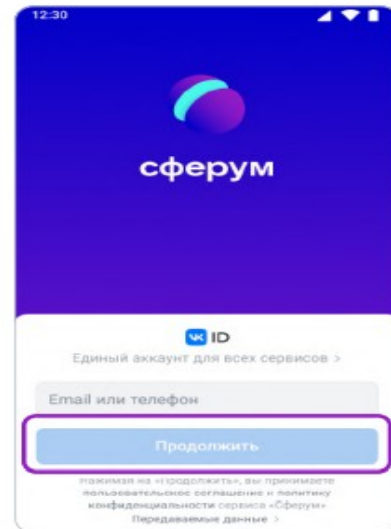 12:30
сферум
VK ID
Единый аккаунт для всех сервисов >
Email или телефон
Продолжить
Нажимая на «Продолжить», вы принимаете
пользовательское соглашение и политику
конфиденциальности сервиса «Сферум»
Передаваемые данные >